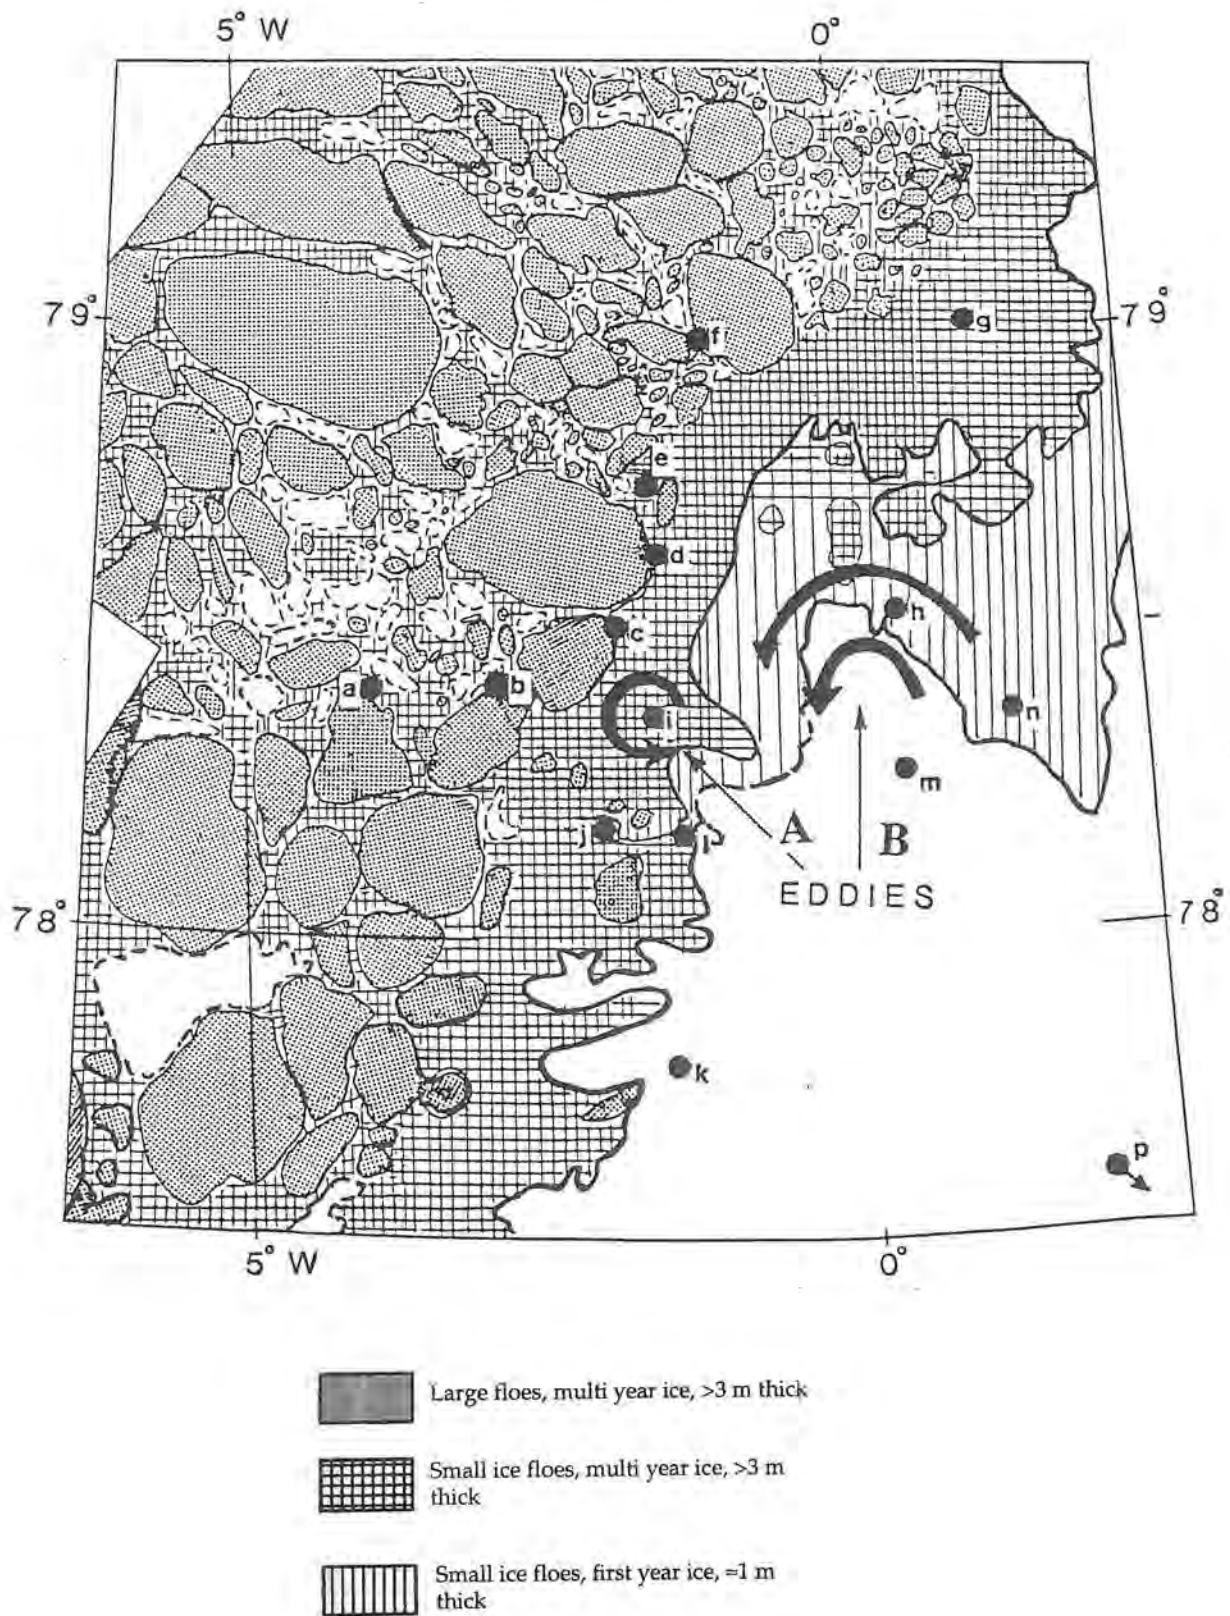 5° W 0°
79° 79°
g
f
e
d
c
h
a b
i n
m
A
j l B
EDDIES
78° 78°
k
p
5° W 0°
Large floes, multi year ice, >3 m thick
Small ice floes, multi year ice, >3 m
thick
Small ice floes, first year ice, ≈1 m
thick